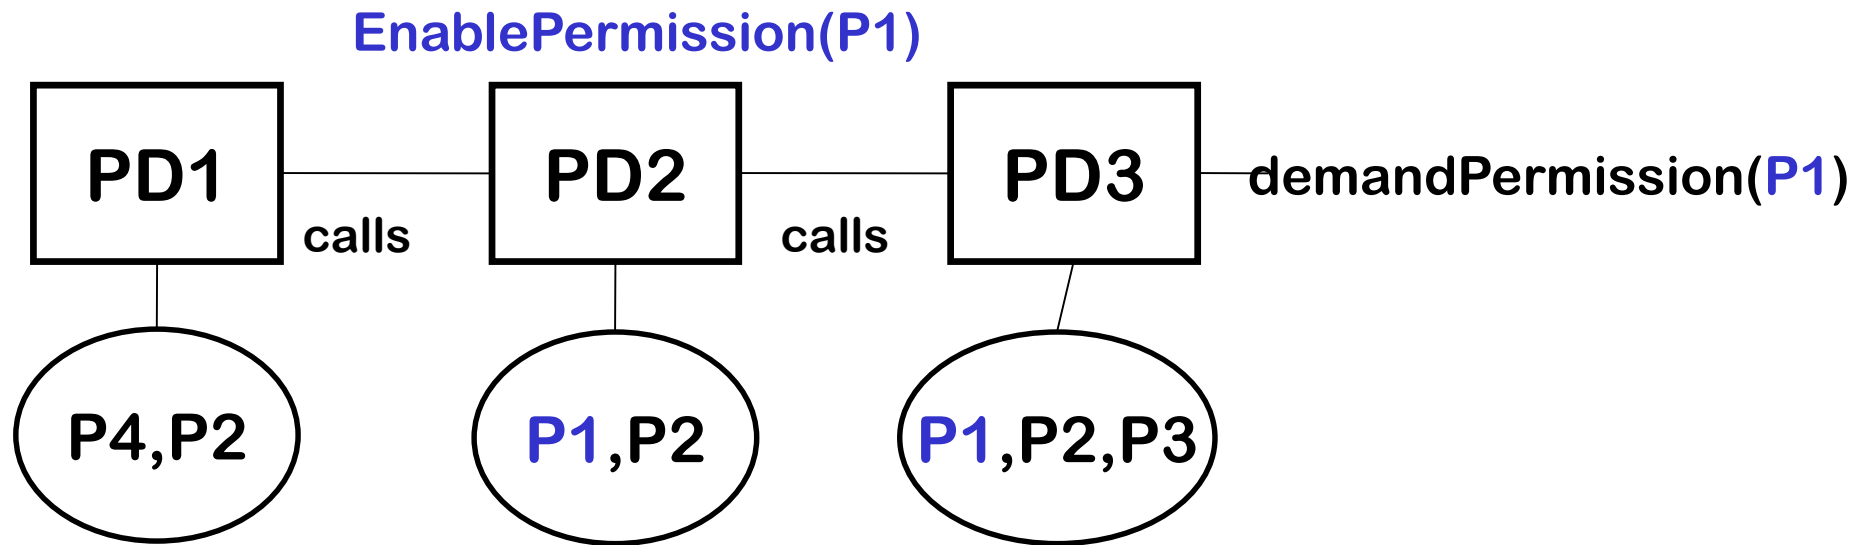 EnablePermission(P1)
PD1
PD2
PD3
demandPermission(P1)
calls
calls
P4,P2
P1,P2
P1,P2,P3